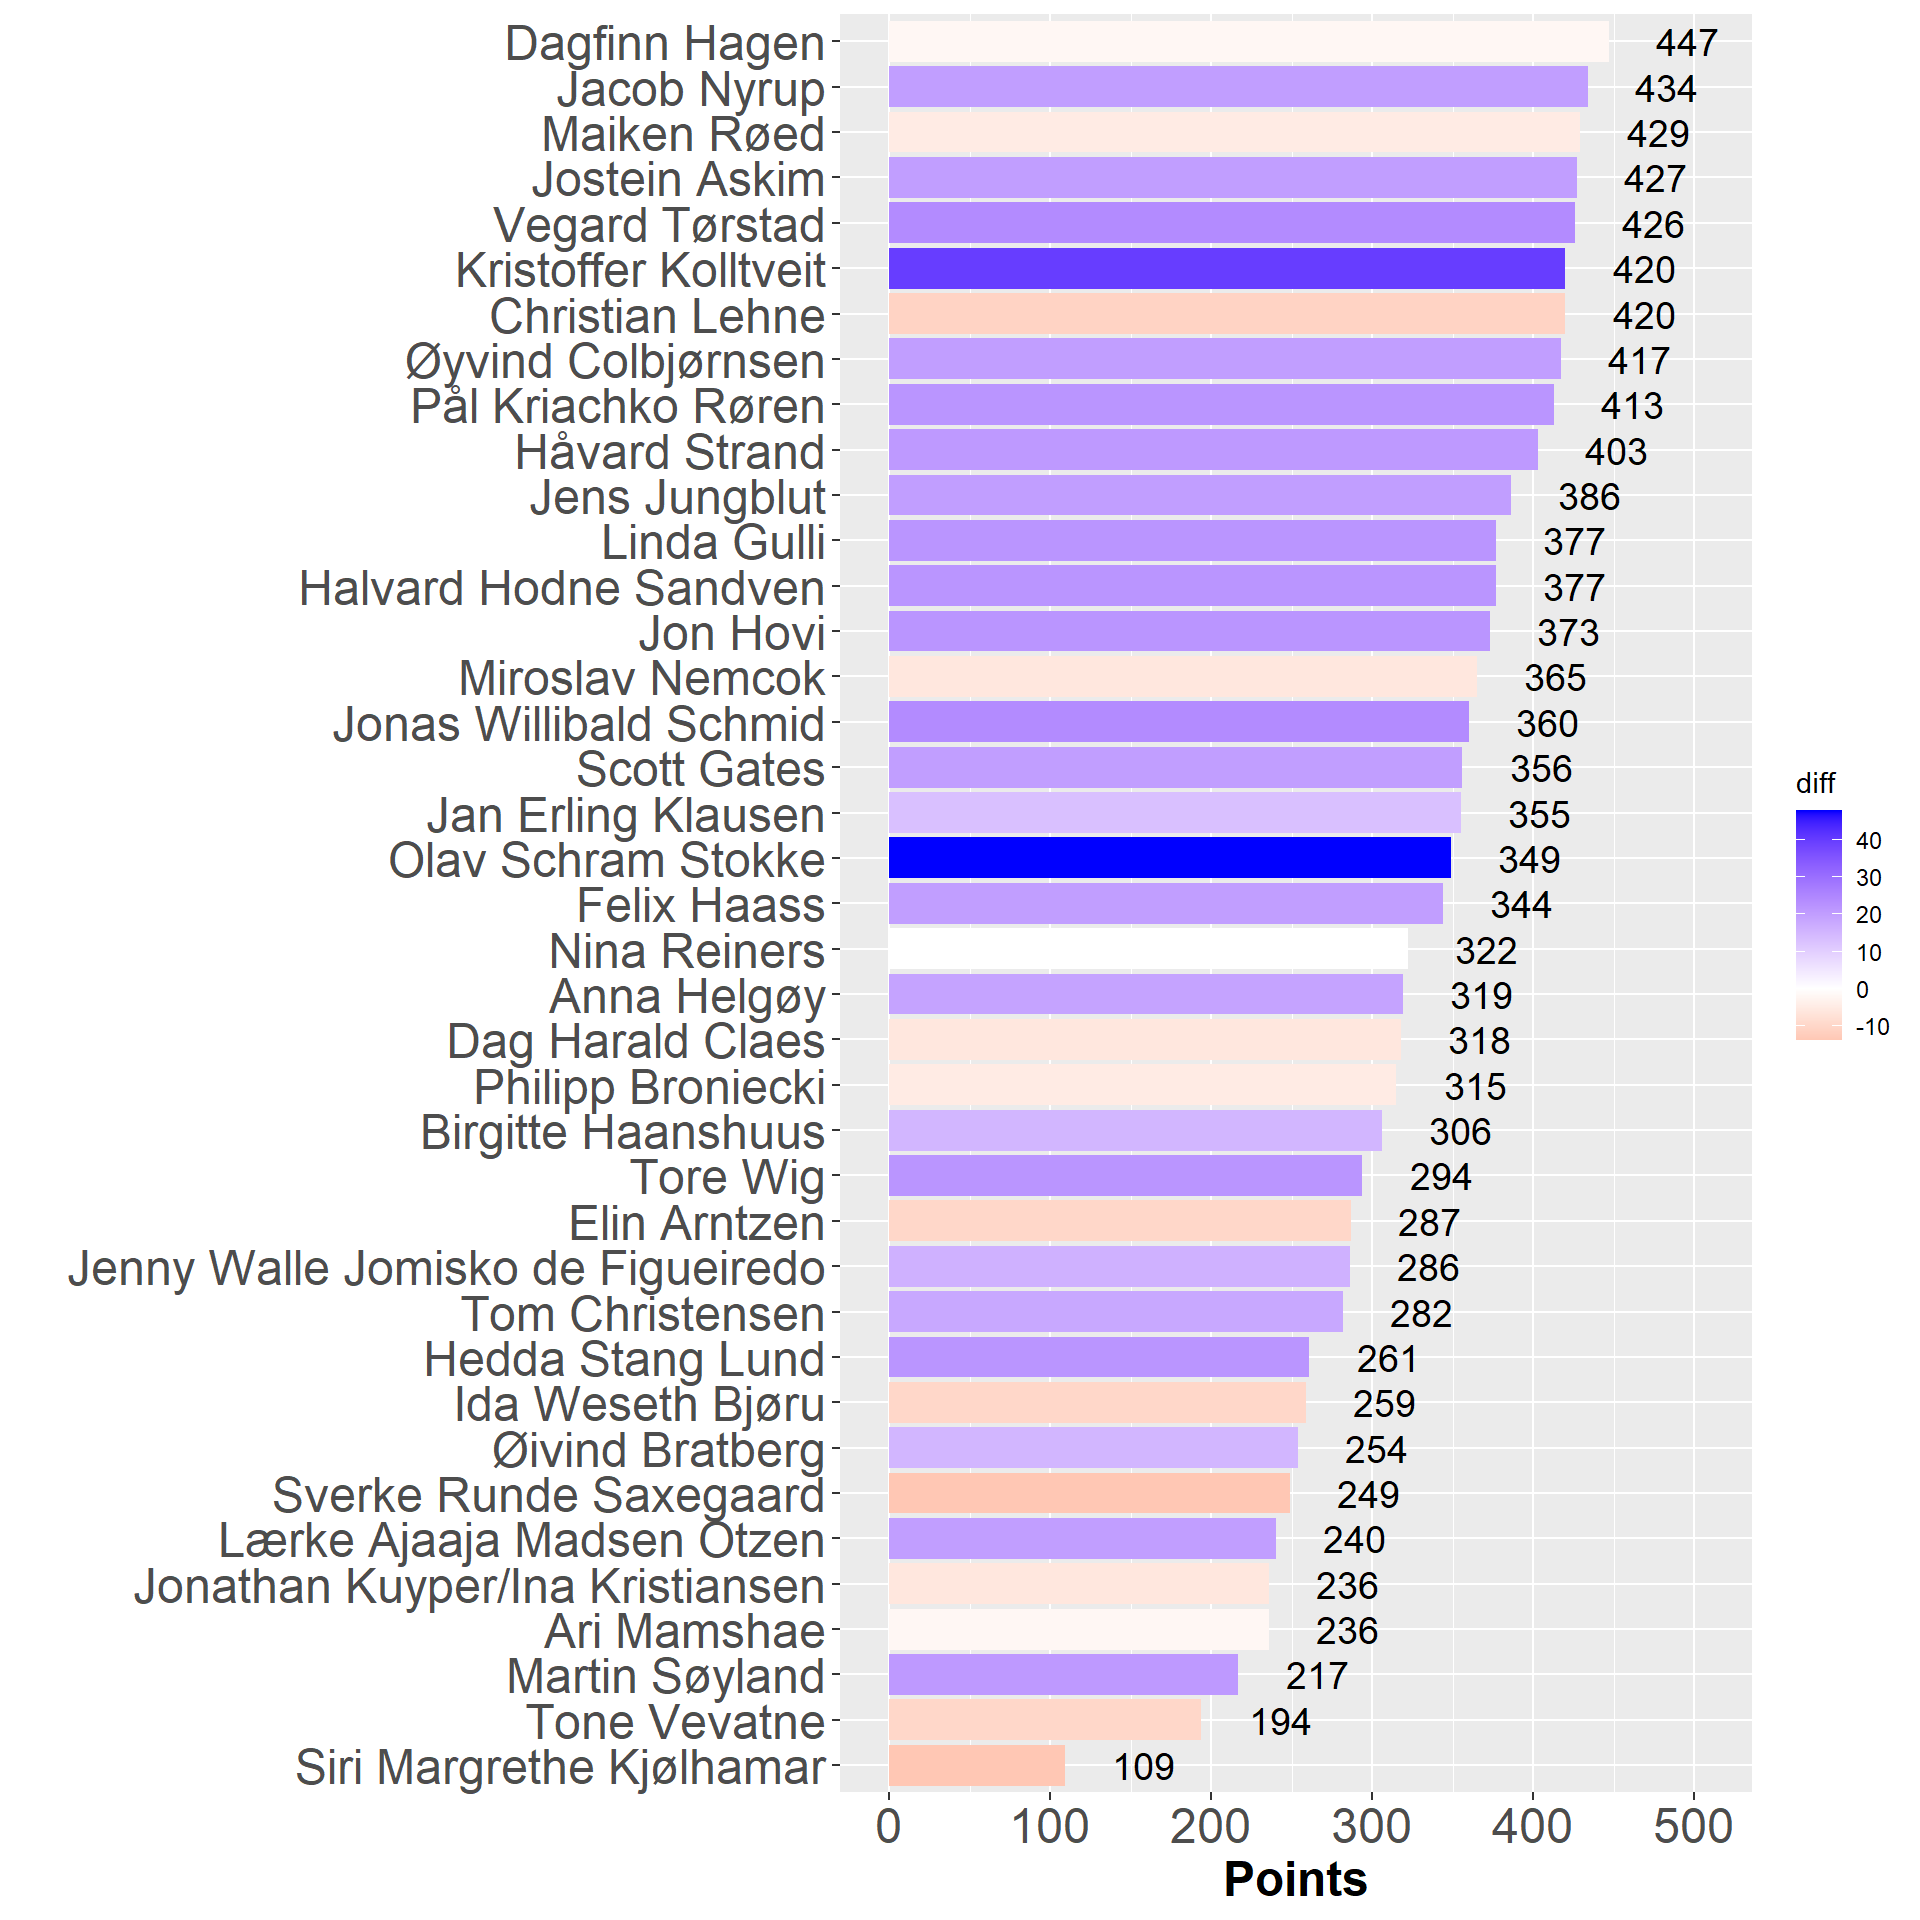 Dagfinn Hagen 447
Jacob Nyrup 434
Maiken Røed 429
Jostein Askim 427
Vegard Tørstad 426
Kristoffer Kolltveit 420
Christian Lehne 420
Øyvind Colbjørnsen 417
Pål Kriachko Røren 413
Håvard Strand 403
Jens Jungblut 386
Linda Gulli 377
Halvard Hodne Sandven 377
Jon Hovi 373
Miroslav Nemcok 365
Jonas Willibald Schmid 360
Scott Gates 356
Jan Erling Klausen 355
Olav Schram Stokke 349
Felix Haass 344
Nina Reiners 322
Anna Helgøy 319
Dag Harald Claes 318
Philipp Broniecki 315
Birgitte Haanshuus 306
Tore Wig 294
Elin Arntzen 287
Jenny Walle Jomisko de Figueiredo 286
Tom Christensen 282
Hedda Stang Lund 261
Ida Weseth Bjøru 259
Øivind Bratberg 254
Sverke Runde Saxegaard 249
Lærke Ajaaja Madsen Otzen 240
Jonathan Kuyper/Ina Kristiansen 236
Ari Mamshae 236
Martin Søyland 217
Tone Vevatne 194
Siri Margrethe Kjølhamar 109
0 100 200 300 400 500
Points
diff
40
30
20
10
0
-10